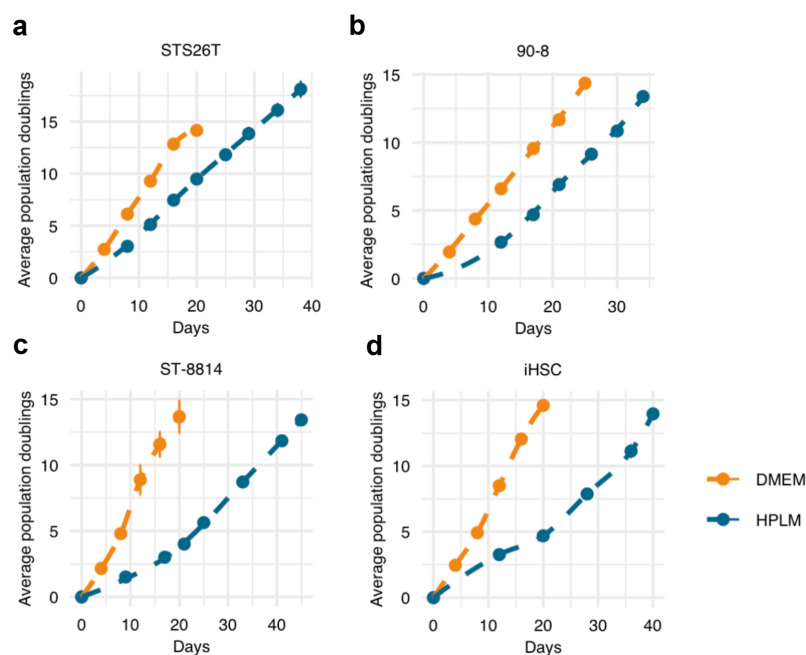 a
STS26T
Average population doublings
15
10
5
0
0 10 20 30 40
Days
b
90-8
Average population doublings
15
10
5
0
0 10 20 30
Days
c
ST-8814
Average population doublings
15
10
5
0
0 10 20 30 40
Days
d
iHSC
Average population doublings
15
10
5
0
0 10 20 30 40
Days
DMEM
HPLM